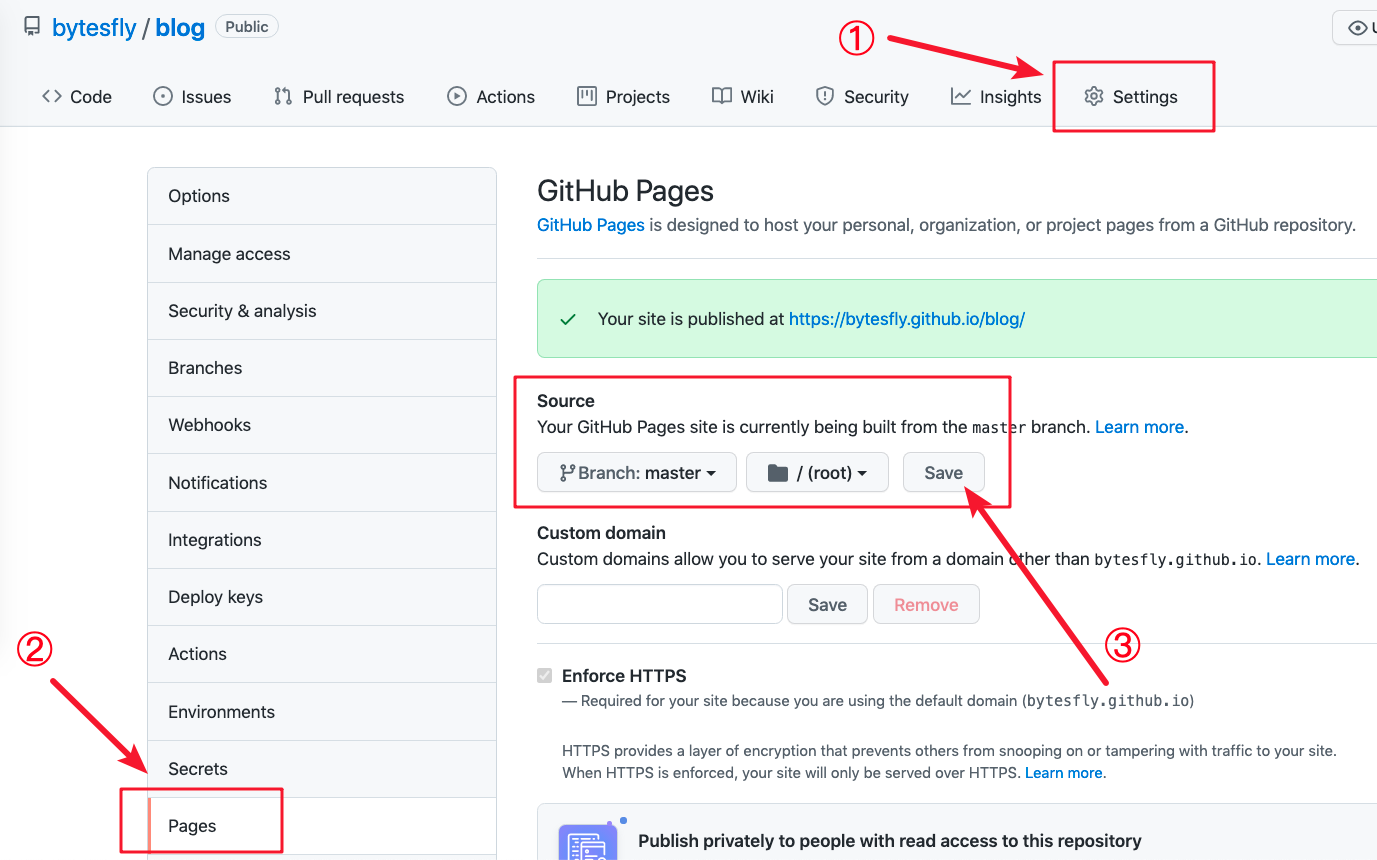 bytesfly / blog Public
①
Code Issues Pull requests Actions Projects Wiki Security Insights Settings
Options
Manage access
Security & analysis
Branches
Webhooks
Notifications
Integrations
Deploy keys
Actions
Environments
Secrets
Pages
②
GitHub Pages
GitHub Pages is designed to host your personal, organization, or project pages from a GitHub repository.
Your site is published at https://bytesfly.github.io/blog/
Source
Your GitHub Pages site is currently being built from the master branch. Learn more.
Branch: master / (root) Save
Custom domain
Custom domains allow you to serve your site from a domain other than bytesfly.github.io. Learn more.
Save Remove
③
Enforce HTTPS
— Required for your site because you are using the default domain (bytesfly.github.io)
HTTPS provides a layer of encryption that prevents others from snooping on or tampering with traffic to your site.
When HTTPS is enforced, your site will only be served over HTTPS. Learn more.
Publish privately to people with read access to this repository